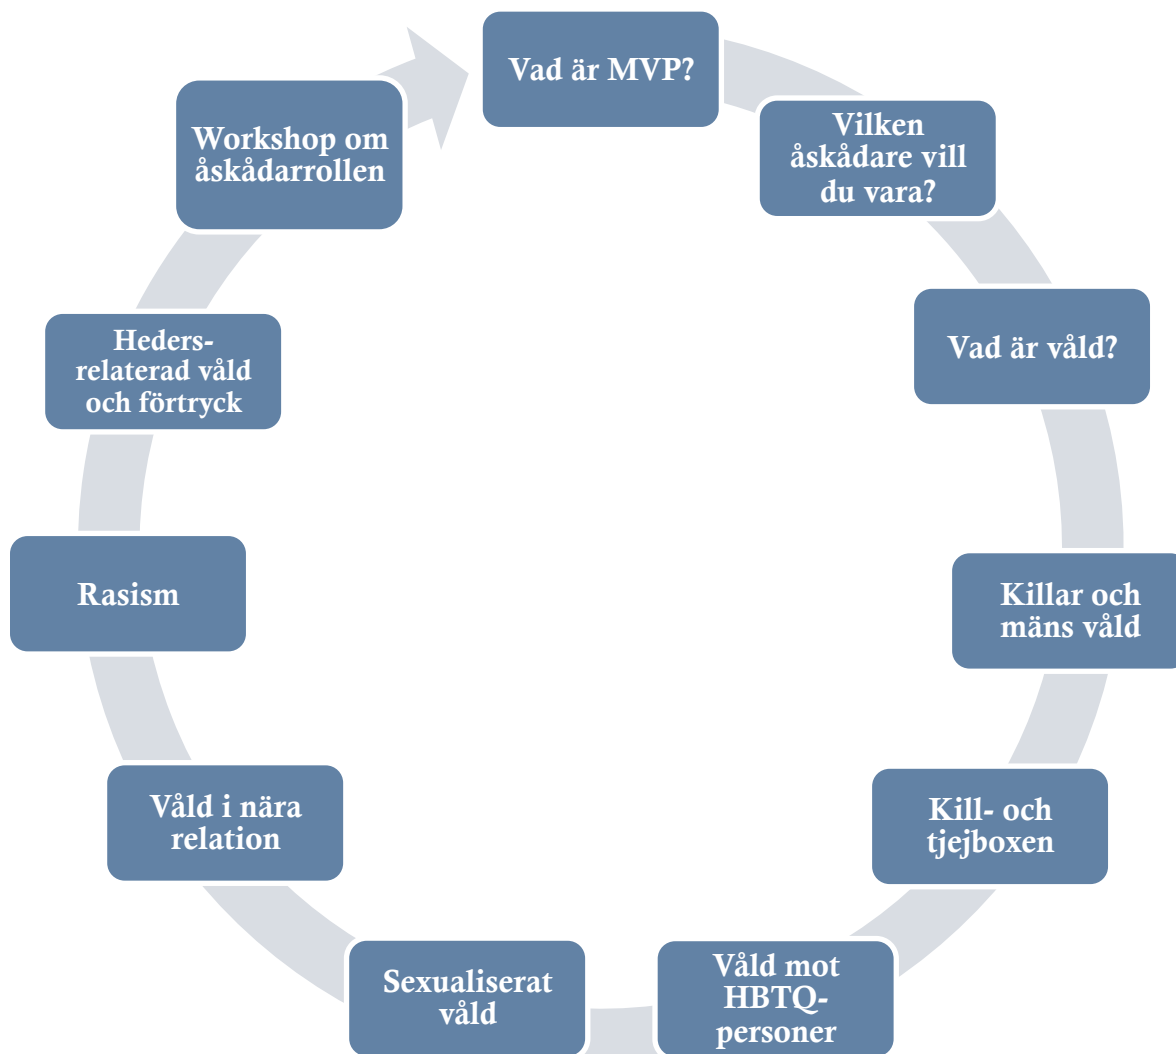 Vad är MVP?
Vilken
åskådare vill
du vara?
Vad är våld?
Killar och
mäns våld
Kill- och
tjejboxen
Våld mot
HBTQ-
personer
Sexualiserat
våld
Våld i nära
relation
Rasism
Heders-
relaterad våld
och förtryck
Workshop om
åskådarrollen